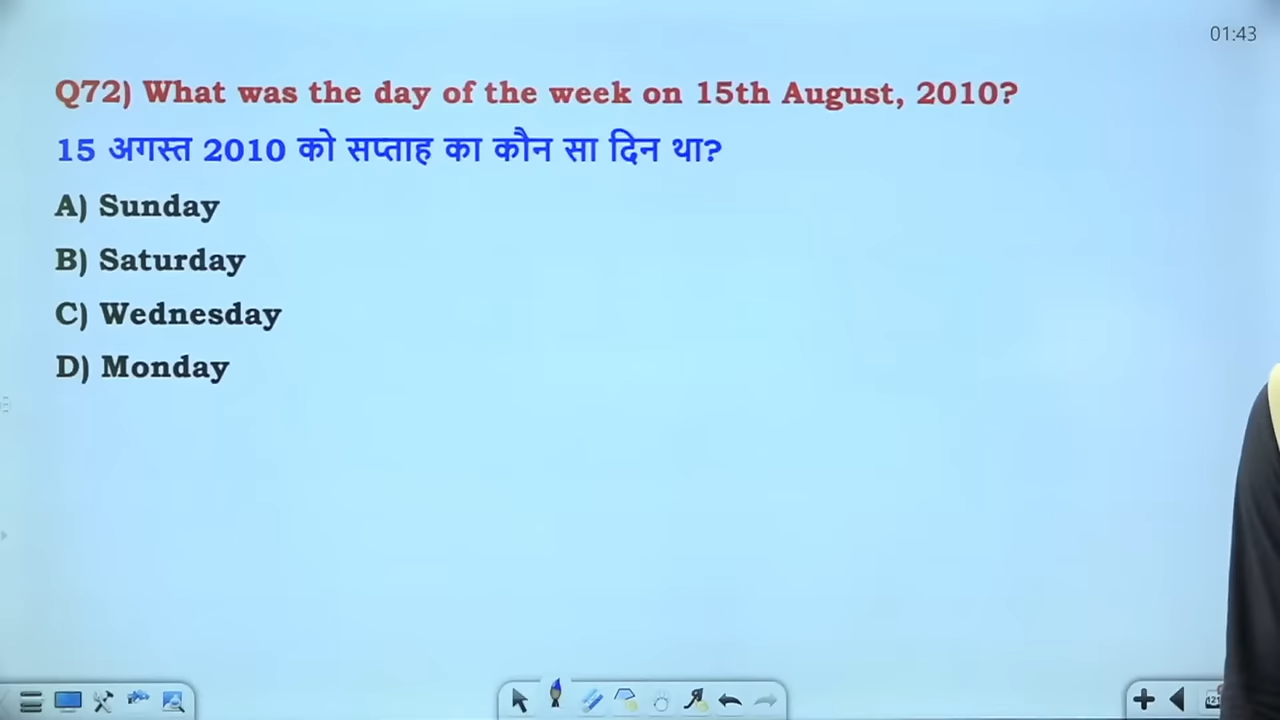 01:43
Q72) What was the day of the week on 15th August, 2010?
15 अगस्त 2010 को सप्ताह का कौन सा दिन था?
A) Sunday
B) Saturday
C) Wednesday
D) Monday